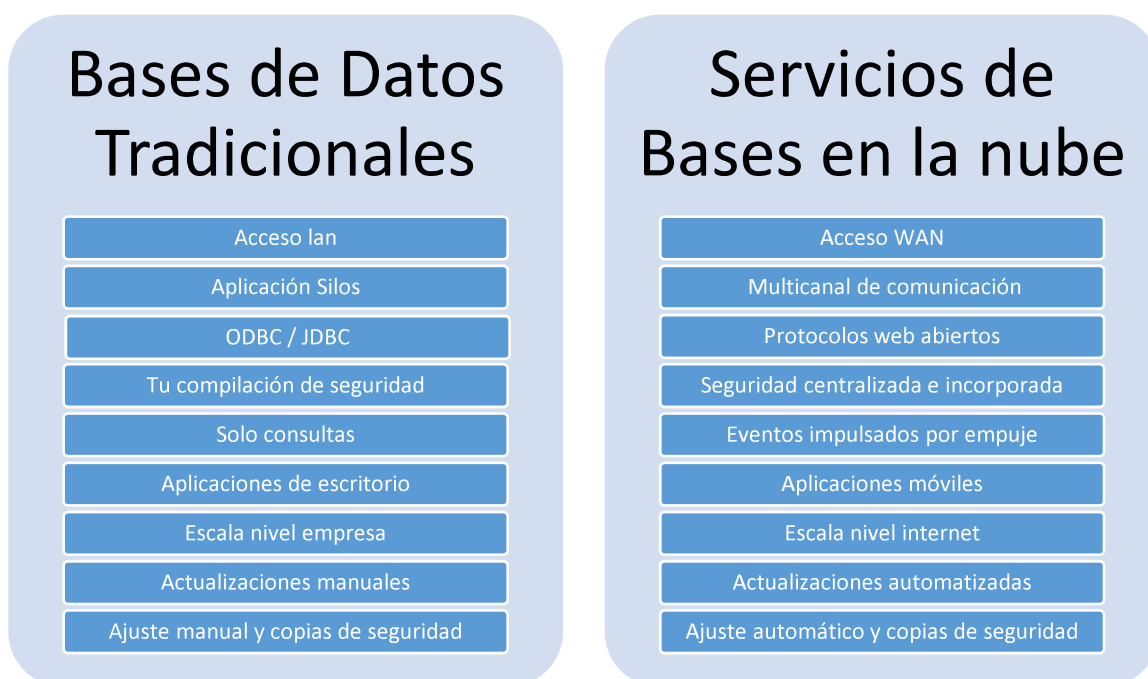 Bases de Datos
Tradicionales
Acceso lan
Aplicación Silos
ODBC / JDBC
Tu compilación de seguridad
Solo consultas
Aplicaciones de escritorio
Escala nivel empresa
Actualizaciones manuales
Ajuste manual y copias de seguridad
Servicios de
Bases en la nube
Acceso WAN
Multicanal de comunicación
Protocolos web abiertos
Seguridad centralizada e incorporada
Eventos impulsados por empuje
Aplicaciones móviles
Escala nivel internet
Actualizaciones automatizadas
Ajuste automático y copias de seguridad